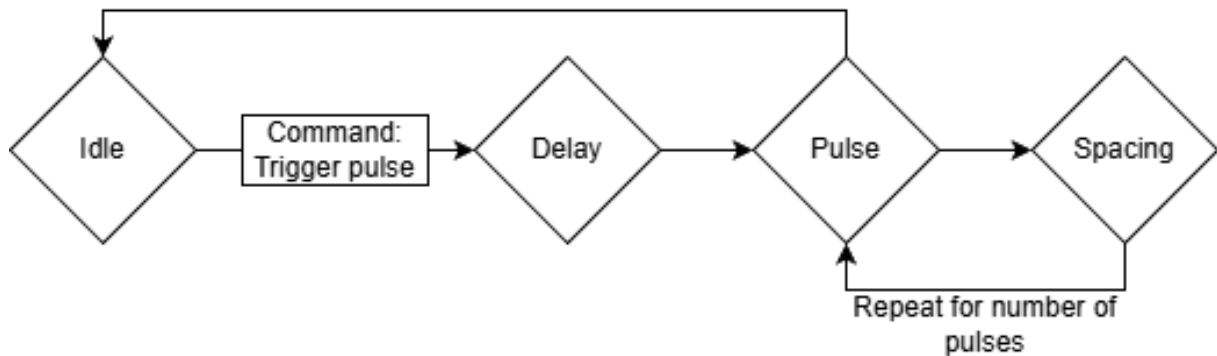 Idle
Command:
Trigger pulse
Delay
Pulse
Spacing
Repeat for number of
pulses